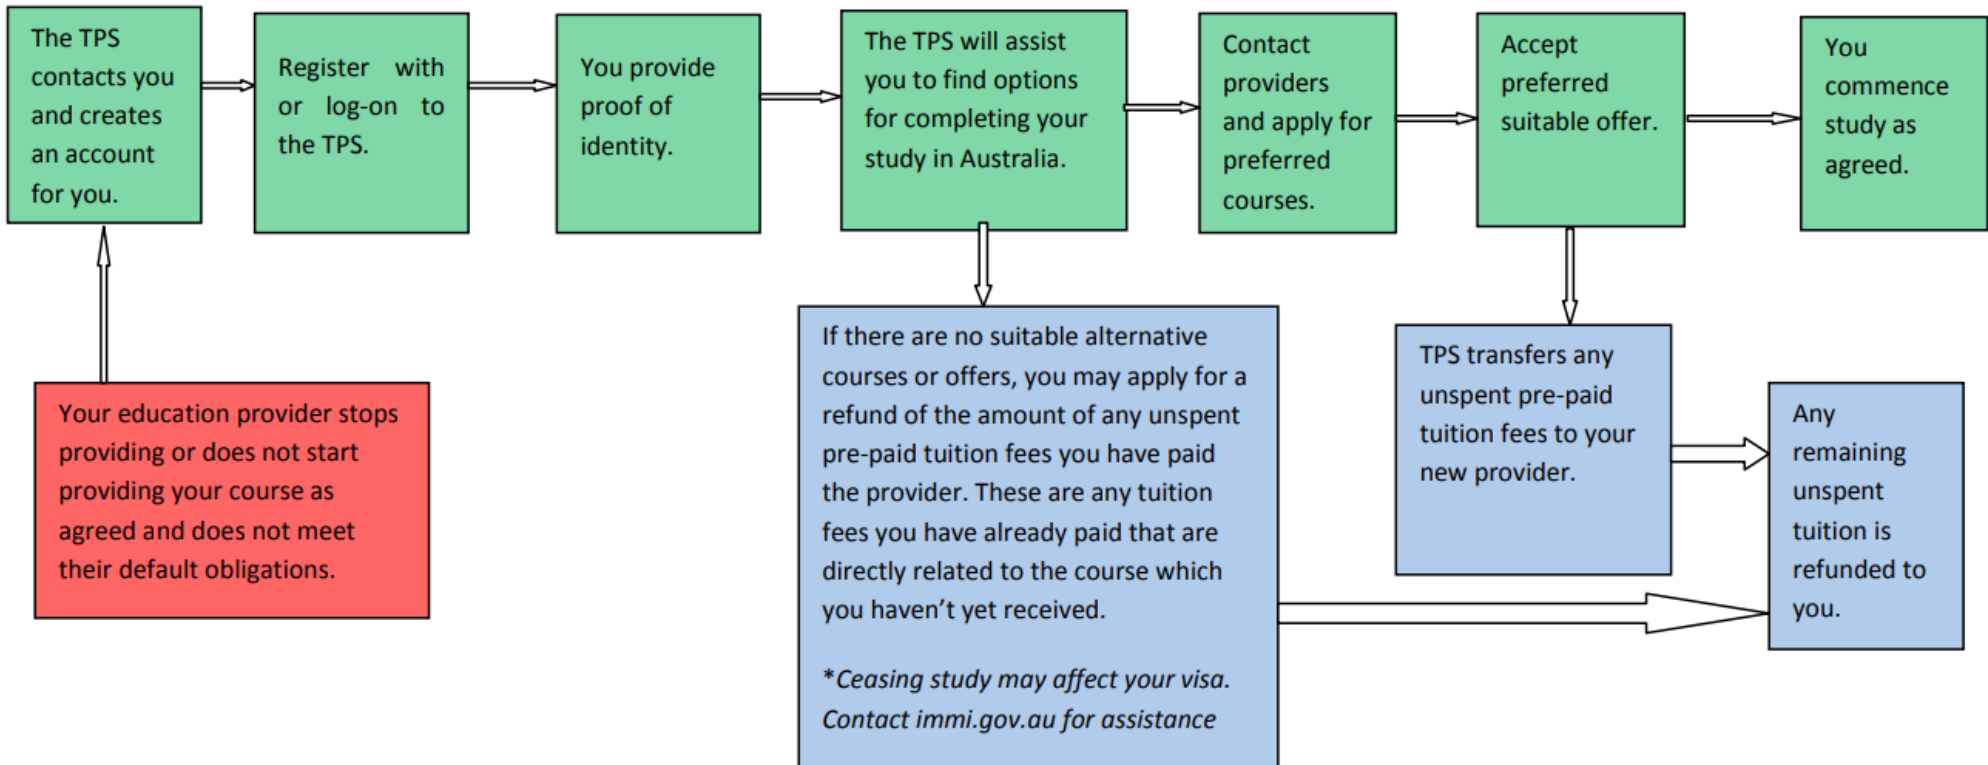 The TPS
contacts you
and creates
an account
for you.
Register with
or log-on to
the TPS.
You provide
proof of
identity.
The TPS will assist
you to find options
for completing your
study in Australia.
Contact
providers
and apply for
preferred
courses.
Accept
preferred
suitable offer.
You
commence
study as
agreed.
Your education provider stops
providing or does not start
providing your course as
agreed and does not meet
their default obligations.
If there are no suitable alternative
courses or offers, you may apply for a
refund of the amount of any unspent
pre-paid tuition fees you have paid
the provider. These are any tuition
fees you have already paid that are
directly related to the course which
you haven’t yet received.
*Ceasing study may affect your visa.
Contact immi.gov.au for assistance
TPS transfers any
unspent pre-paid
tuition fees to your
new provider.
Any
remaining
unspent
tuition is
refunded to
you.